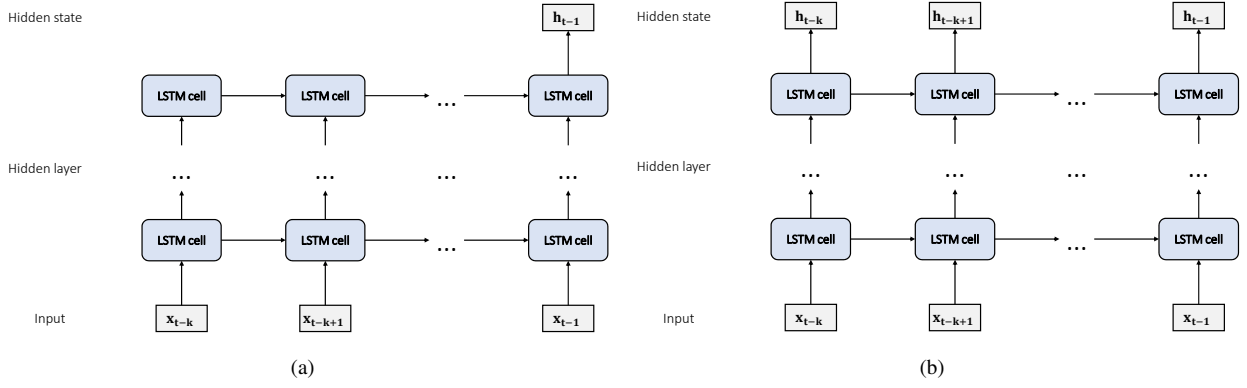 Hidden state
h_{t-1}
LSTM cell
LSTM cell
...
LSTM cell
Hidden layer
...
...
...
...
LSTM cell
LSTM cell
...
LSTM cell
Input
x_{t-k}
x_{t-k+1}
x_{t-1}
(a)
Hidden state
h_{t-k}
h_{t-k+1}
h_{t-1}
LSTM cell
LSTM cell
...
LSTM cell
Hidden layer
...
...
...
...
LSTM cell
LSTM cell
...
LSTM cell
Input
x_{t-k}
x_{t-k+1}
x_{t-1}
(b)